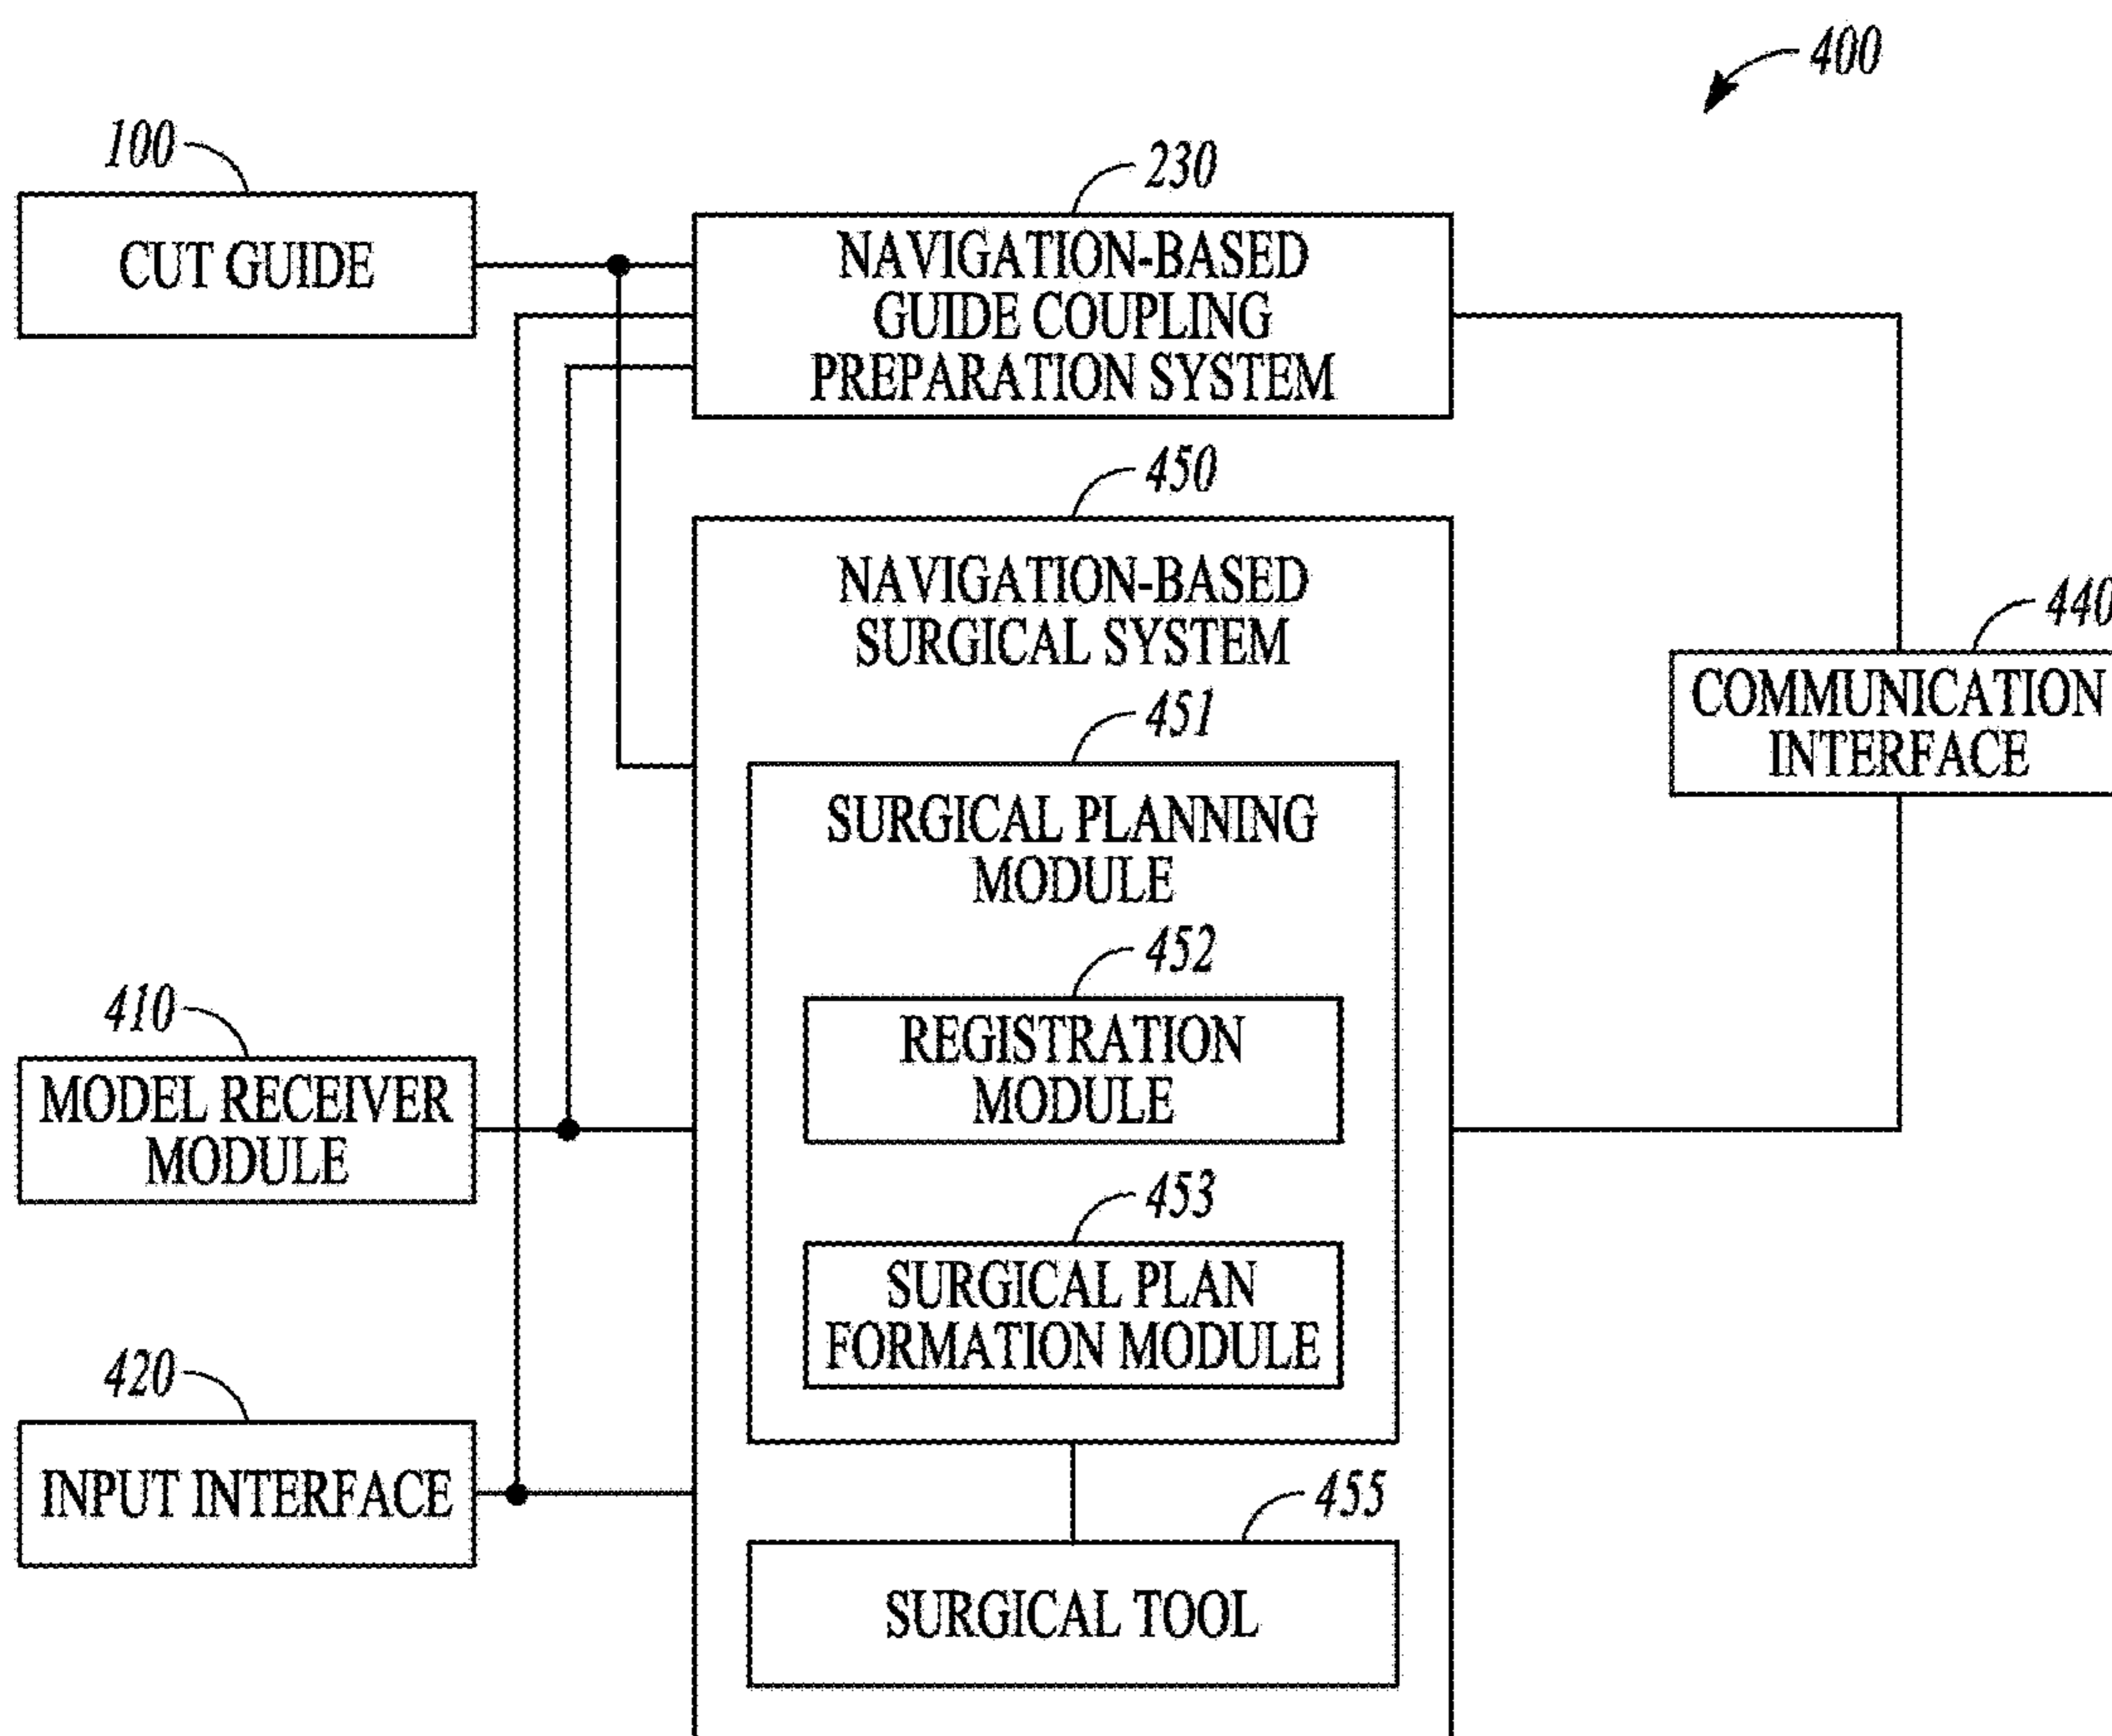 400
100
CUT GUIDE
230
NAVIGATION-BASED
GUIDE COUPLING
PREPARATION SYSTEM
450
NAVIGATION-BASED
SURGICAL SYSTEM
440
COMMUNICATION
INTERFACE
451
SURGICAL PLANNING
MODULE
452
REGISTRATION
MODULE
410
MODEL RECEIVER
MODULE
453
SURGICAL PLAN
FORMATION MODULE
420
INPUT INTERFACE
455
SURGICAL TOOL